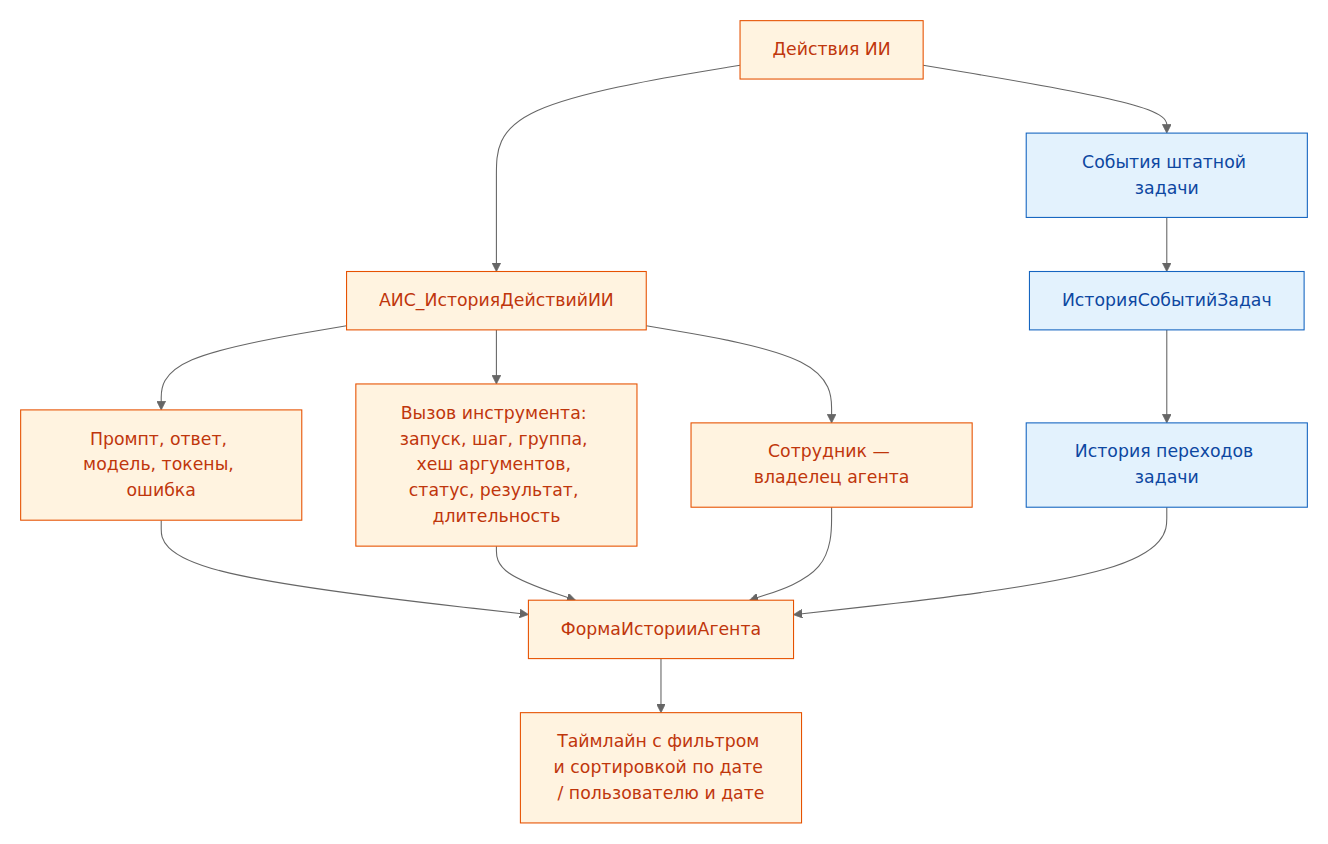 Действия ИИ
События штатной
задачи
АИС_ИсторияДействийИИ
ИсторияСобытийЗадач
Промпт, ответ,
модель, токены,
ошибка
Вызов инструмента:
запуск, шаг, группа,
хеш аргументов,
статус, результат,
длительность
Сотрудник —
владелец агента
История переходов
задачи
ФормаИсторииАгента
Таймлайн с фильтром
и сортировкой по дате
/ пользователю и дате